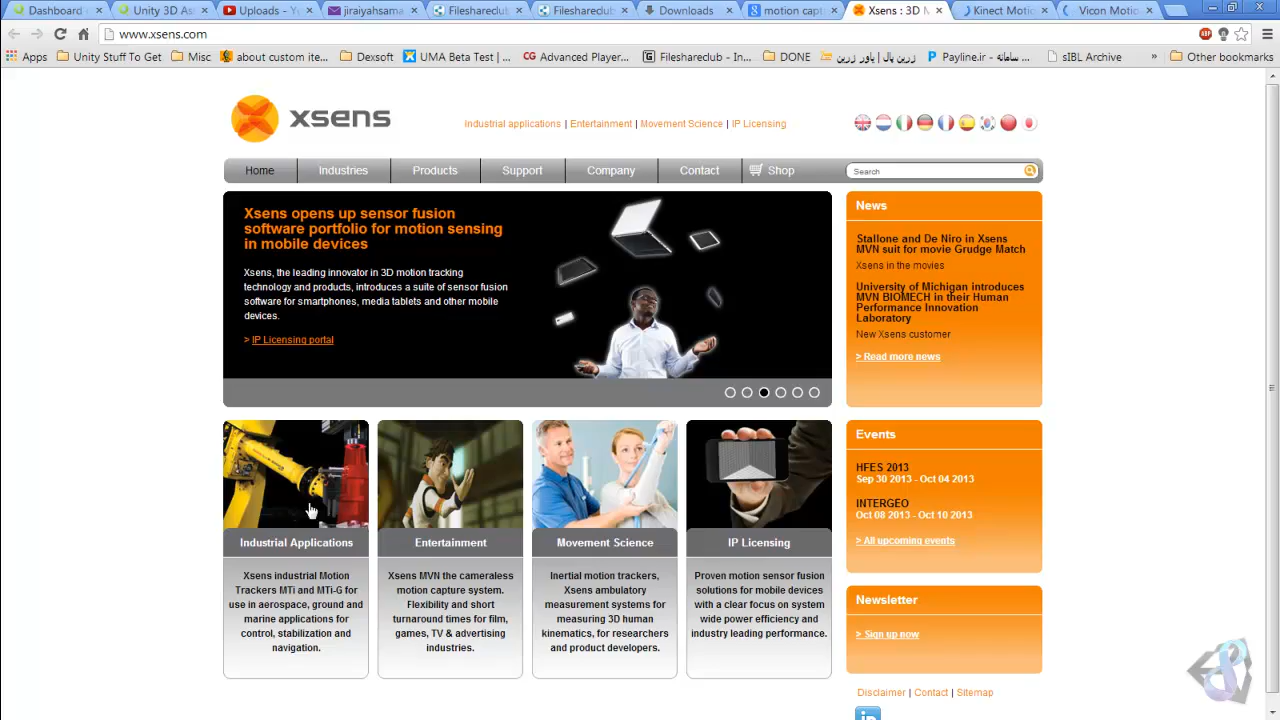 Dashboard -
Unity 3D As
Uploads - Y
jiraiyahsama
Filesharecluk
Filesharecluk
Downloads
motion capt
Xsens : 3D M
Kinect Motio
Vicon Motio
www.xsens.com
Apps
Unity Stuff To Get
Misc
about custom ite...
Dexsoft
UMA Beta Test | ...
Advanced Player...
Fileshareclub - In...
DONE
زرین پال | پاور زرین
Payline.ir - سامانه ...
sIBL Archive
»
Other bookmarks
xsens
Industrial applications | Entertainment | Movement Science | IP Licensing
Home
Industries
Products
Support
Company
Contact
Shop
Search
Xsens opens up sensor fusion
software portfolio for motion sensing
in mobile devices
Xsens, the leading innovator in 3D motion tracking
technology and products, introduces a suite of sensor fusion
software for smartphones, media tablets and other mobile
devices.
> IP Licensing portal
News
Stallone and De Niro in Xsens
MVN suit for movie Grudge Match
Xsens in the movies
University of Michigan introduces
MVN BIOMECH in their Human
Performance Innovation
Laboratory
New Xsens customer
> Read more news
Industrial Applications
Xsens industrial Motion
Trackers MTi and MTi-G for
use in aerospace, ground and
marine applications for
control, stabilization and
navigation.
Entertainment
Xsens MVN the cameraless
motion capture system.
Flexibility and short
turnaround times for film,
games, TV & advertising
industries.
Movement Science
Inertial motion trackers,
Xsens ambulatory
measurement systems for
measuring 3D human
kinematics, for researchers
and product developers.
IP Licensing
Proven motion sensor fusion
solutions for mobile devices
with a clear focus on system
wide power efficiency and
industry leading performance.
Events
HFES 2013
Sep 30 2013 - Oct 04 2013
INTERGEO
Oct 08 2013 - Oct 10 2013
> All upcoming events
Newsletter
> Sign up now
Disclaimer | Contact | Sitemap
in